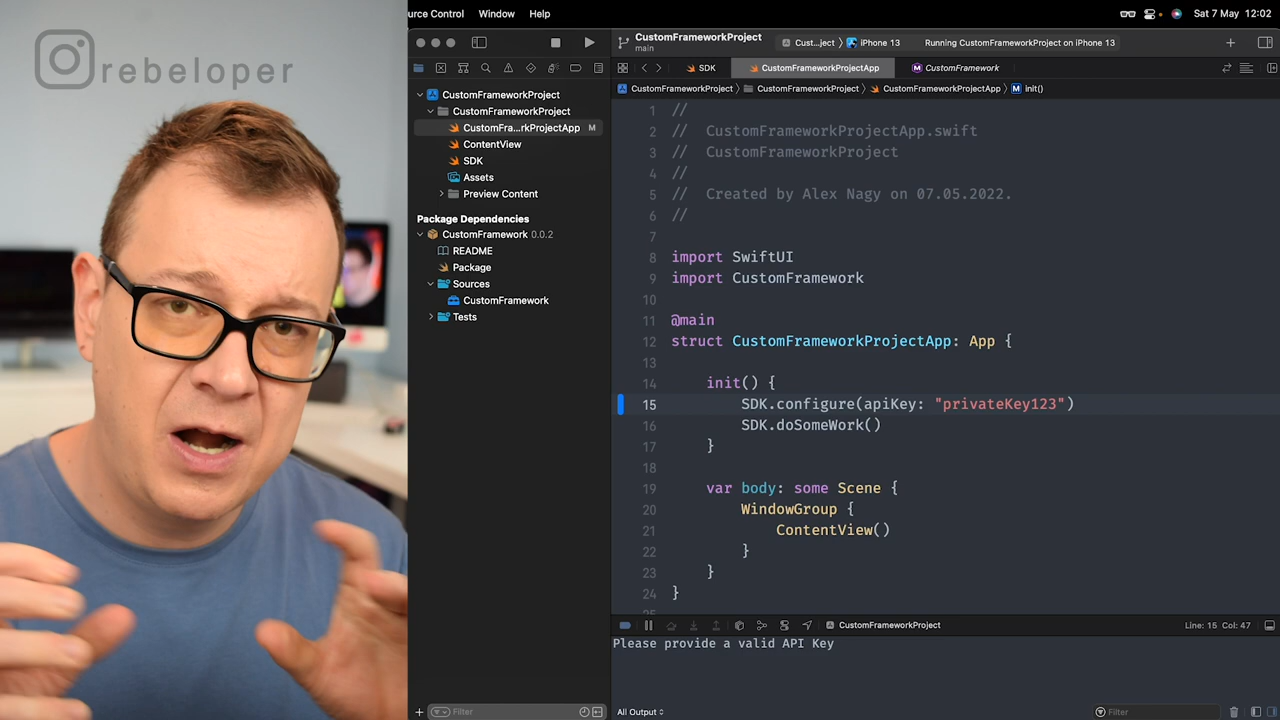 rebeloper
urce Control Window Help
Sat 7 May 12:02
CustomFrameworkProject
main
Cust...ject
iPhone 13
Running CustomFrameworkProject on iPhone 13
SDK
CustomFrameworkProjectApp
CustomFramework
CustomFrameworkProject
CustomFrameworkProject
CustomFrameworkProjectApp
M init()
CustomFrameworkProject
CustomFrameworkProject
CustomFra...rkProjectApp M
ContentView
SDK
Assets
Preview Content
Package Dependencies
CustomFramework 0.0.2
README
Package
Sources
CustomFramework
Tests
Filter
1 //
2 // CustomFrameworkProjectApp.swift
3 // CustomFrameworkProject
4 //
5 // Created by Alex Nagy on 07.05.2022.
6 //
7
8 import SwiftUI
9 import CustomFramework
10
11 @main
12 struct CustomFrameworkProjectApp: App {
13
14 init() {
15 SDK.configure(apiKey: "privateKey123")
16 SDK.doSomeWork()
17 }
18
19 var body: some Scene {
20 WindowGroup {
21 ContentView()
22 }
23 }
24 }
25
CustomFrameworkProject
Line: 15 Col: 47
Please provide a valid API Key
All Output
Filter